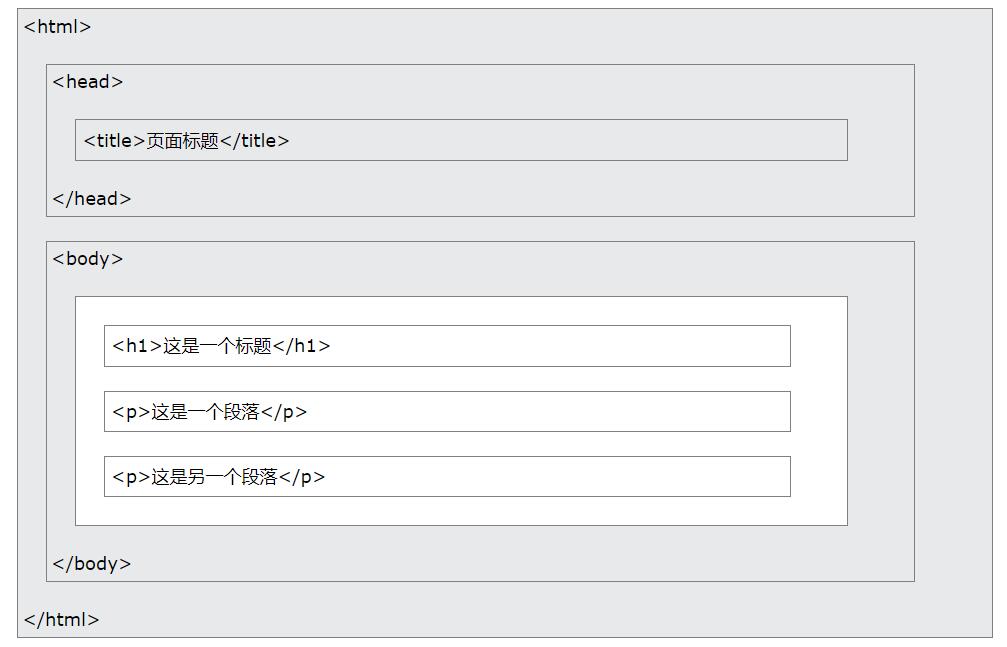 <html>
<head>
<title>页面标题</title>
</head>
<body>
<h1>这是一个标题</h1>
<p>这是一个段落</p>
<p>这是另一个段落</p>
</body>
</html>